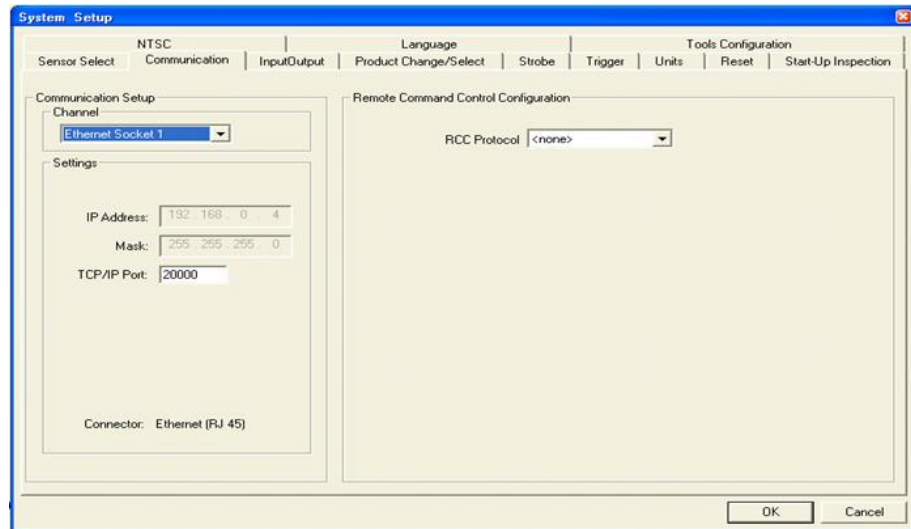 System Setup
NTSC Language Tools Configuration
Sensor Select Communication InputOutput Product Change/Select Strobe Trigger Units Reset Start-Up Inspection
Communication Setup
Channel
Ethernet Socket 1
Settings
IP Address: 192 . 168 . 0 . 4
Mask: 255 . 255 . 255 . 0
TCP/IP Port: 20000
Connector: Ethernet (RJ 45)
Remote Command Control Configuration
RCC Protocol <none>
OK Cancel